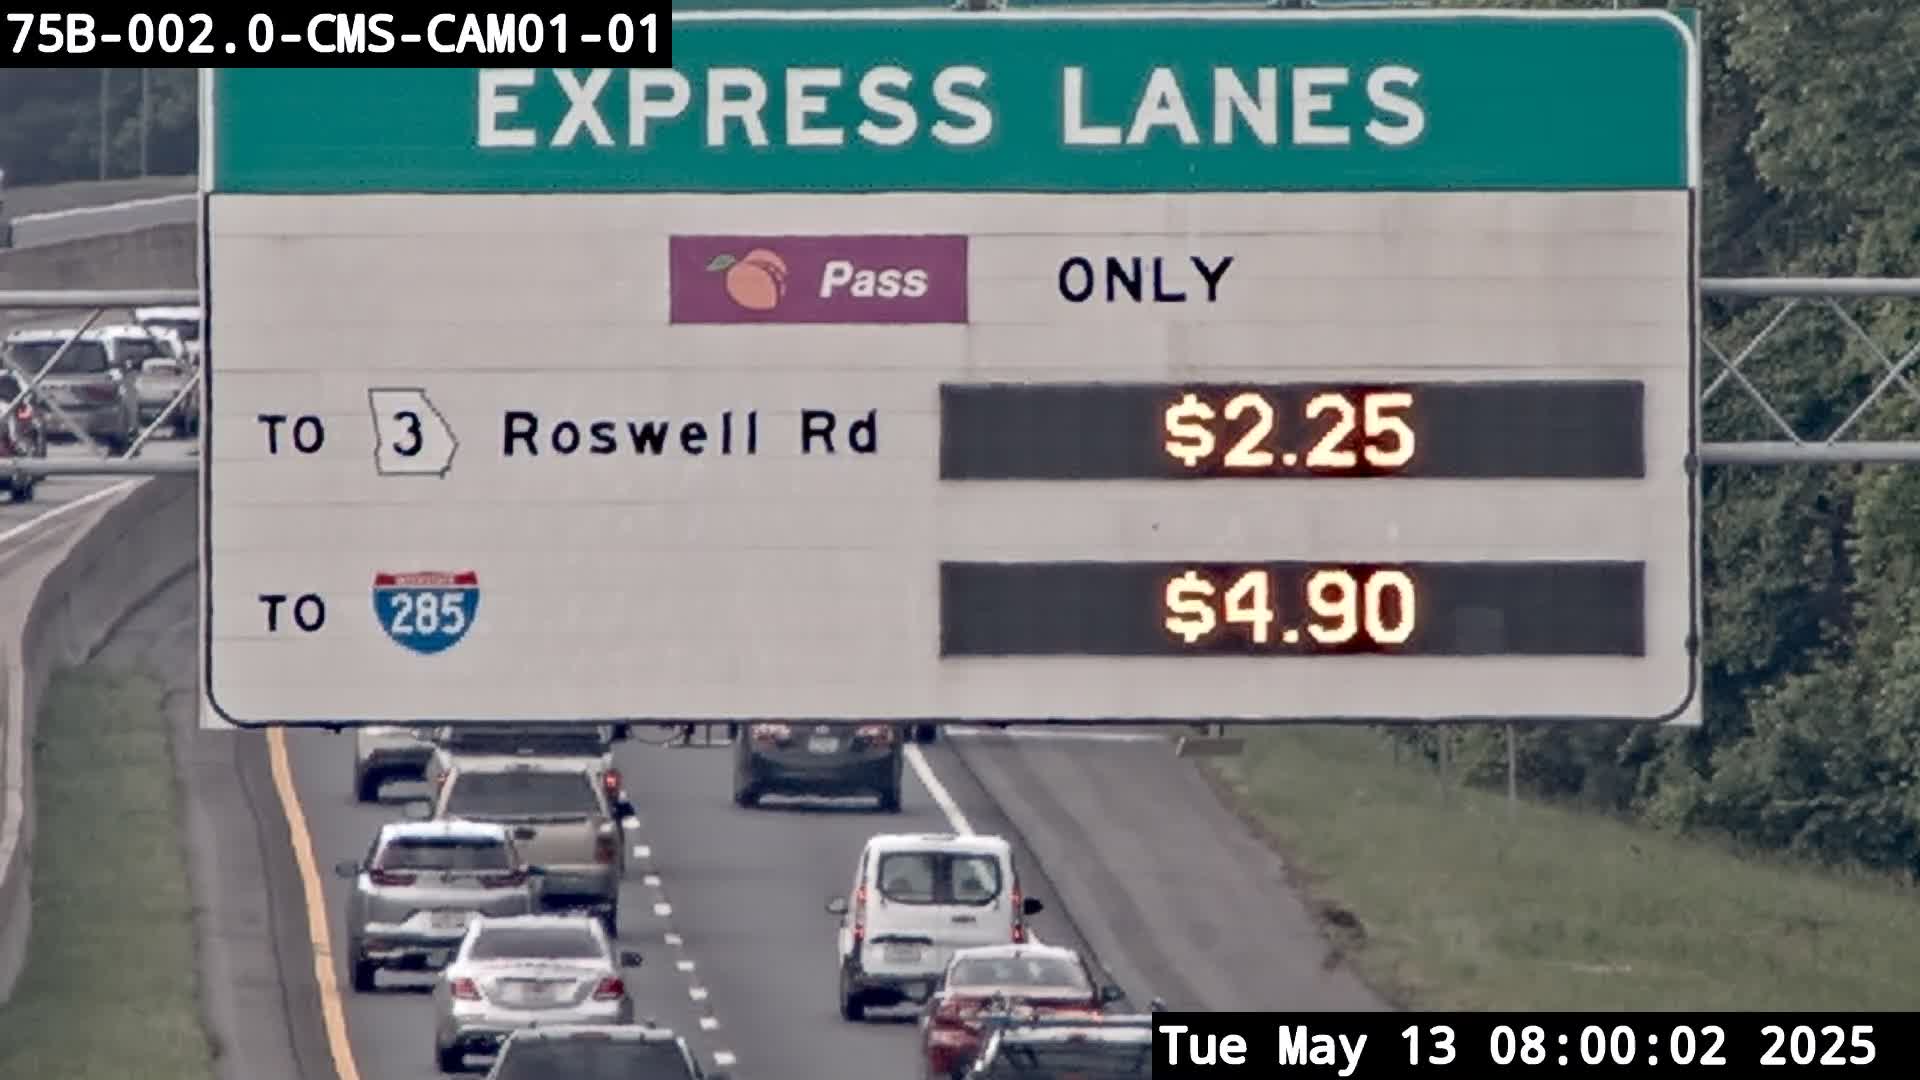 75B-002.0-CMS-CAM01-01
EXPRESS LANES
Pass ONLY
TO 3 Roswell Rd $2.25
TO INTERSTATE 285 $4.90
Tue May 13 08:00:02 2025